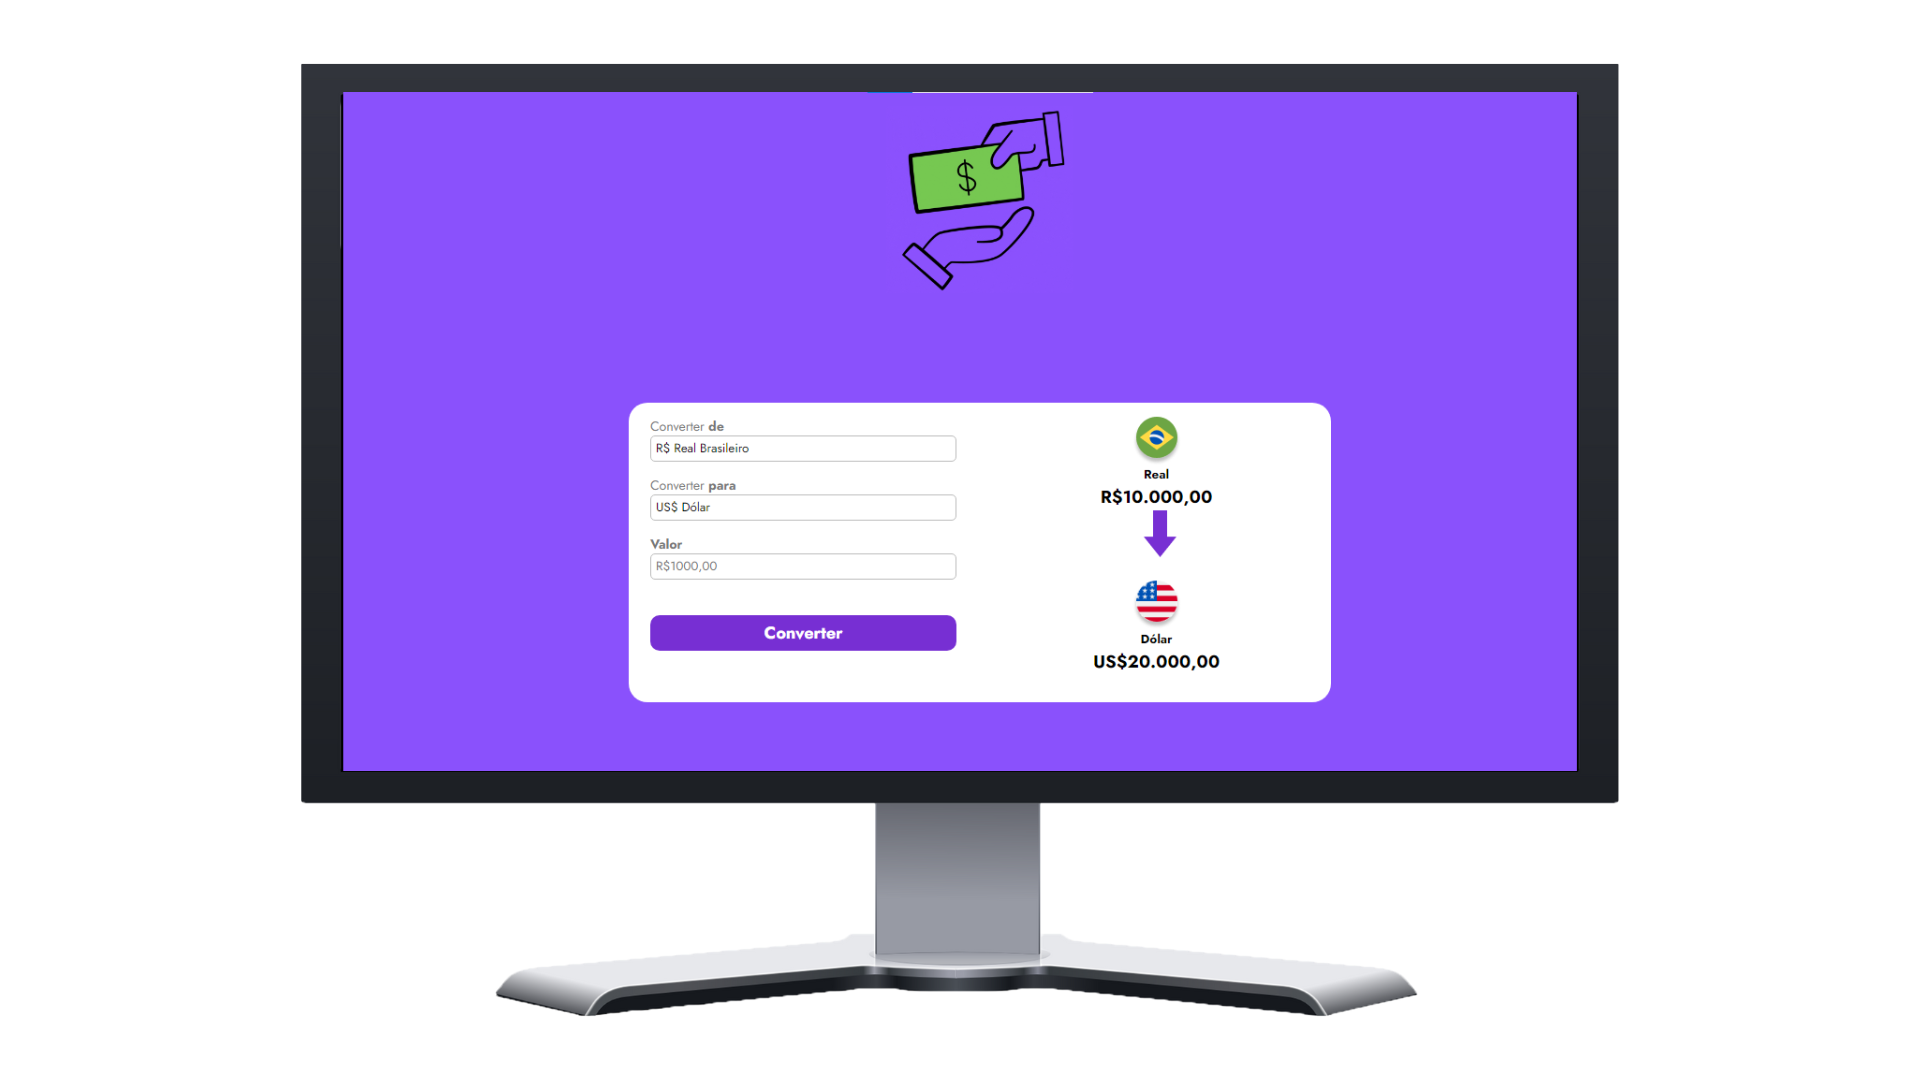 $
Converter de
R$ Real Brasileiro
Converter para
US$ Dólar
Valor
R$1000,00
Converter
Real
R$10.000,00
Dólar
US$20.000,00